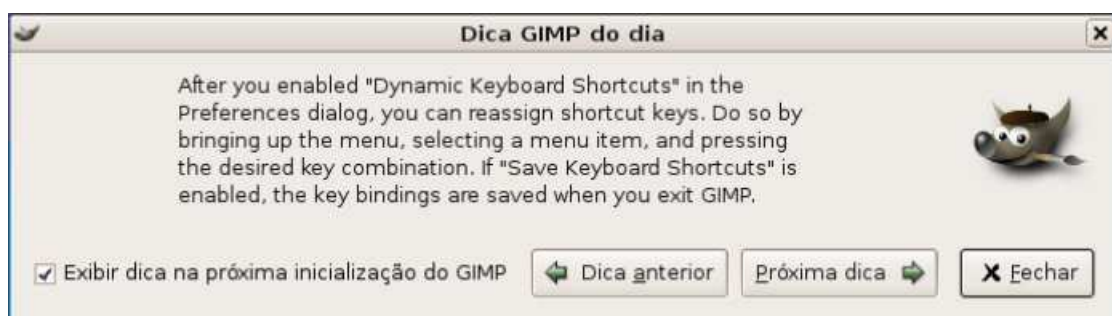 Dica GIMP do dia
After you enabled "Dynamic Keyboard Shortcuts" in the
Preferences dialog, you can reassign shortcut keys. Do so by
bringing up the menu, selecting a menu item, and pressing
the desired key combination. If "Save Keyboard Shortcuts" is
enabled, the key bindings are saved when you exit GIMP.
Exibir dica na próxima inicialização do GIMP Dica anterior Próxima dica Fechar